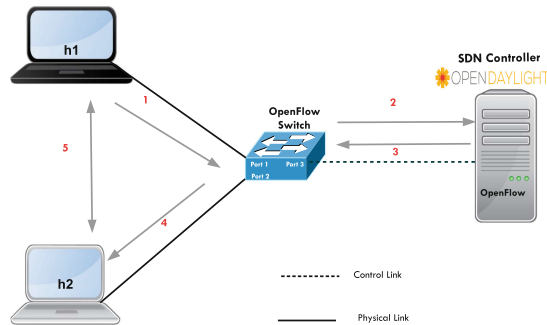 h1
SDN Controller
OPENDAYLIGHT
1
2
OpenFlow
Switch
3
5
Port 1
Port 3
Port 2
OpenFlow
4
h2
Control Link
Physical Link